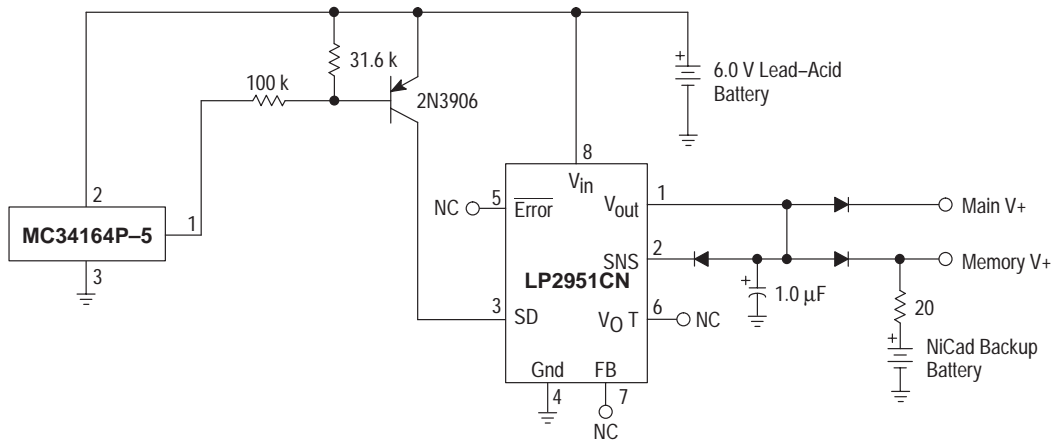 31.6 k
100 k
2N3906
6.0 V Lead–Acid
Battery
2
MC34164P–5
1
3
8
Vin
5
NC
Error
Vout
1
Main V+
SNS
2
Memory V+
LP2951CN
1.0 µF
3
SD
VO T
6
NC
20
NiCad Backup
Battery
Gnd
FB
4
7
NC